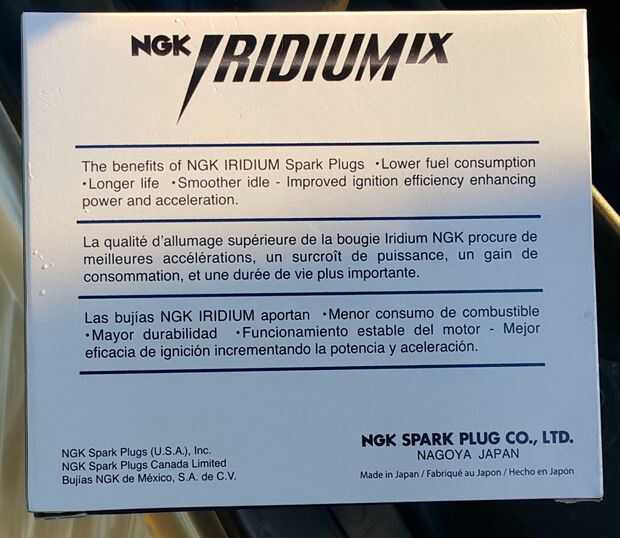 NGK IRIDIUM IX
The benefits of NGK IRIDIUM Spark Plugs •Lower fuel consumption
•Longer life •Smoother idle - Improved ignition efficiency enhancing
power and acceleration.
La qualité d'allumage supérieure de la bougie Iridium NGK procure de
meilleures accélérations, un surcroît de puissance, un gain de
consommation, et une durée de vie plus importante.
Las bujías NGK IRIDIUM aportan •Menor consumo de combustible
•Mayor durabilidad •Funcionamiento estable del motor - Mejor
eficacia de ignición incrementando la potencia y aceleración.
NGK Spark Plugs (U.S.A.), Inc.
NGK Spark Plugs Canada Limited
Bujías NGK de México, S.A. de C.V.
NGK SPARK PLUG CO., LTD.
NAGOYA JAPAN
Made in Japan / Fabriqué au Japon / Hecho en Japón